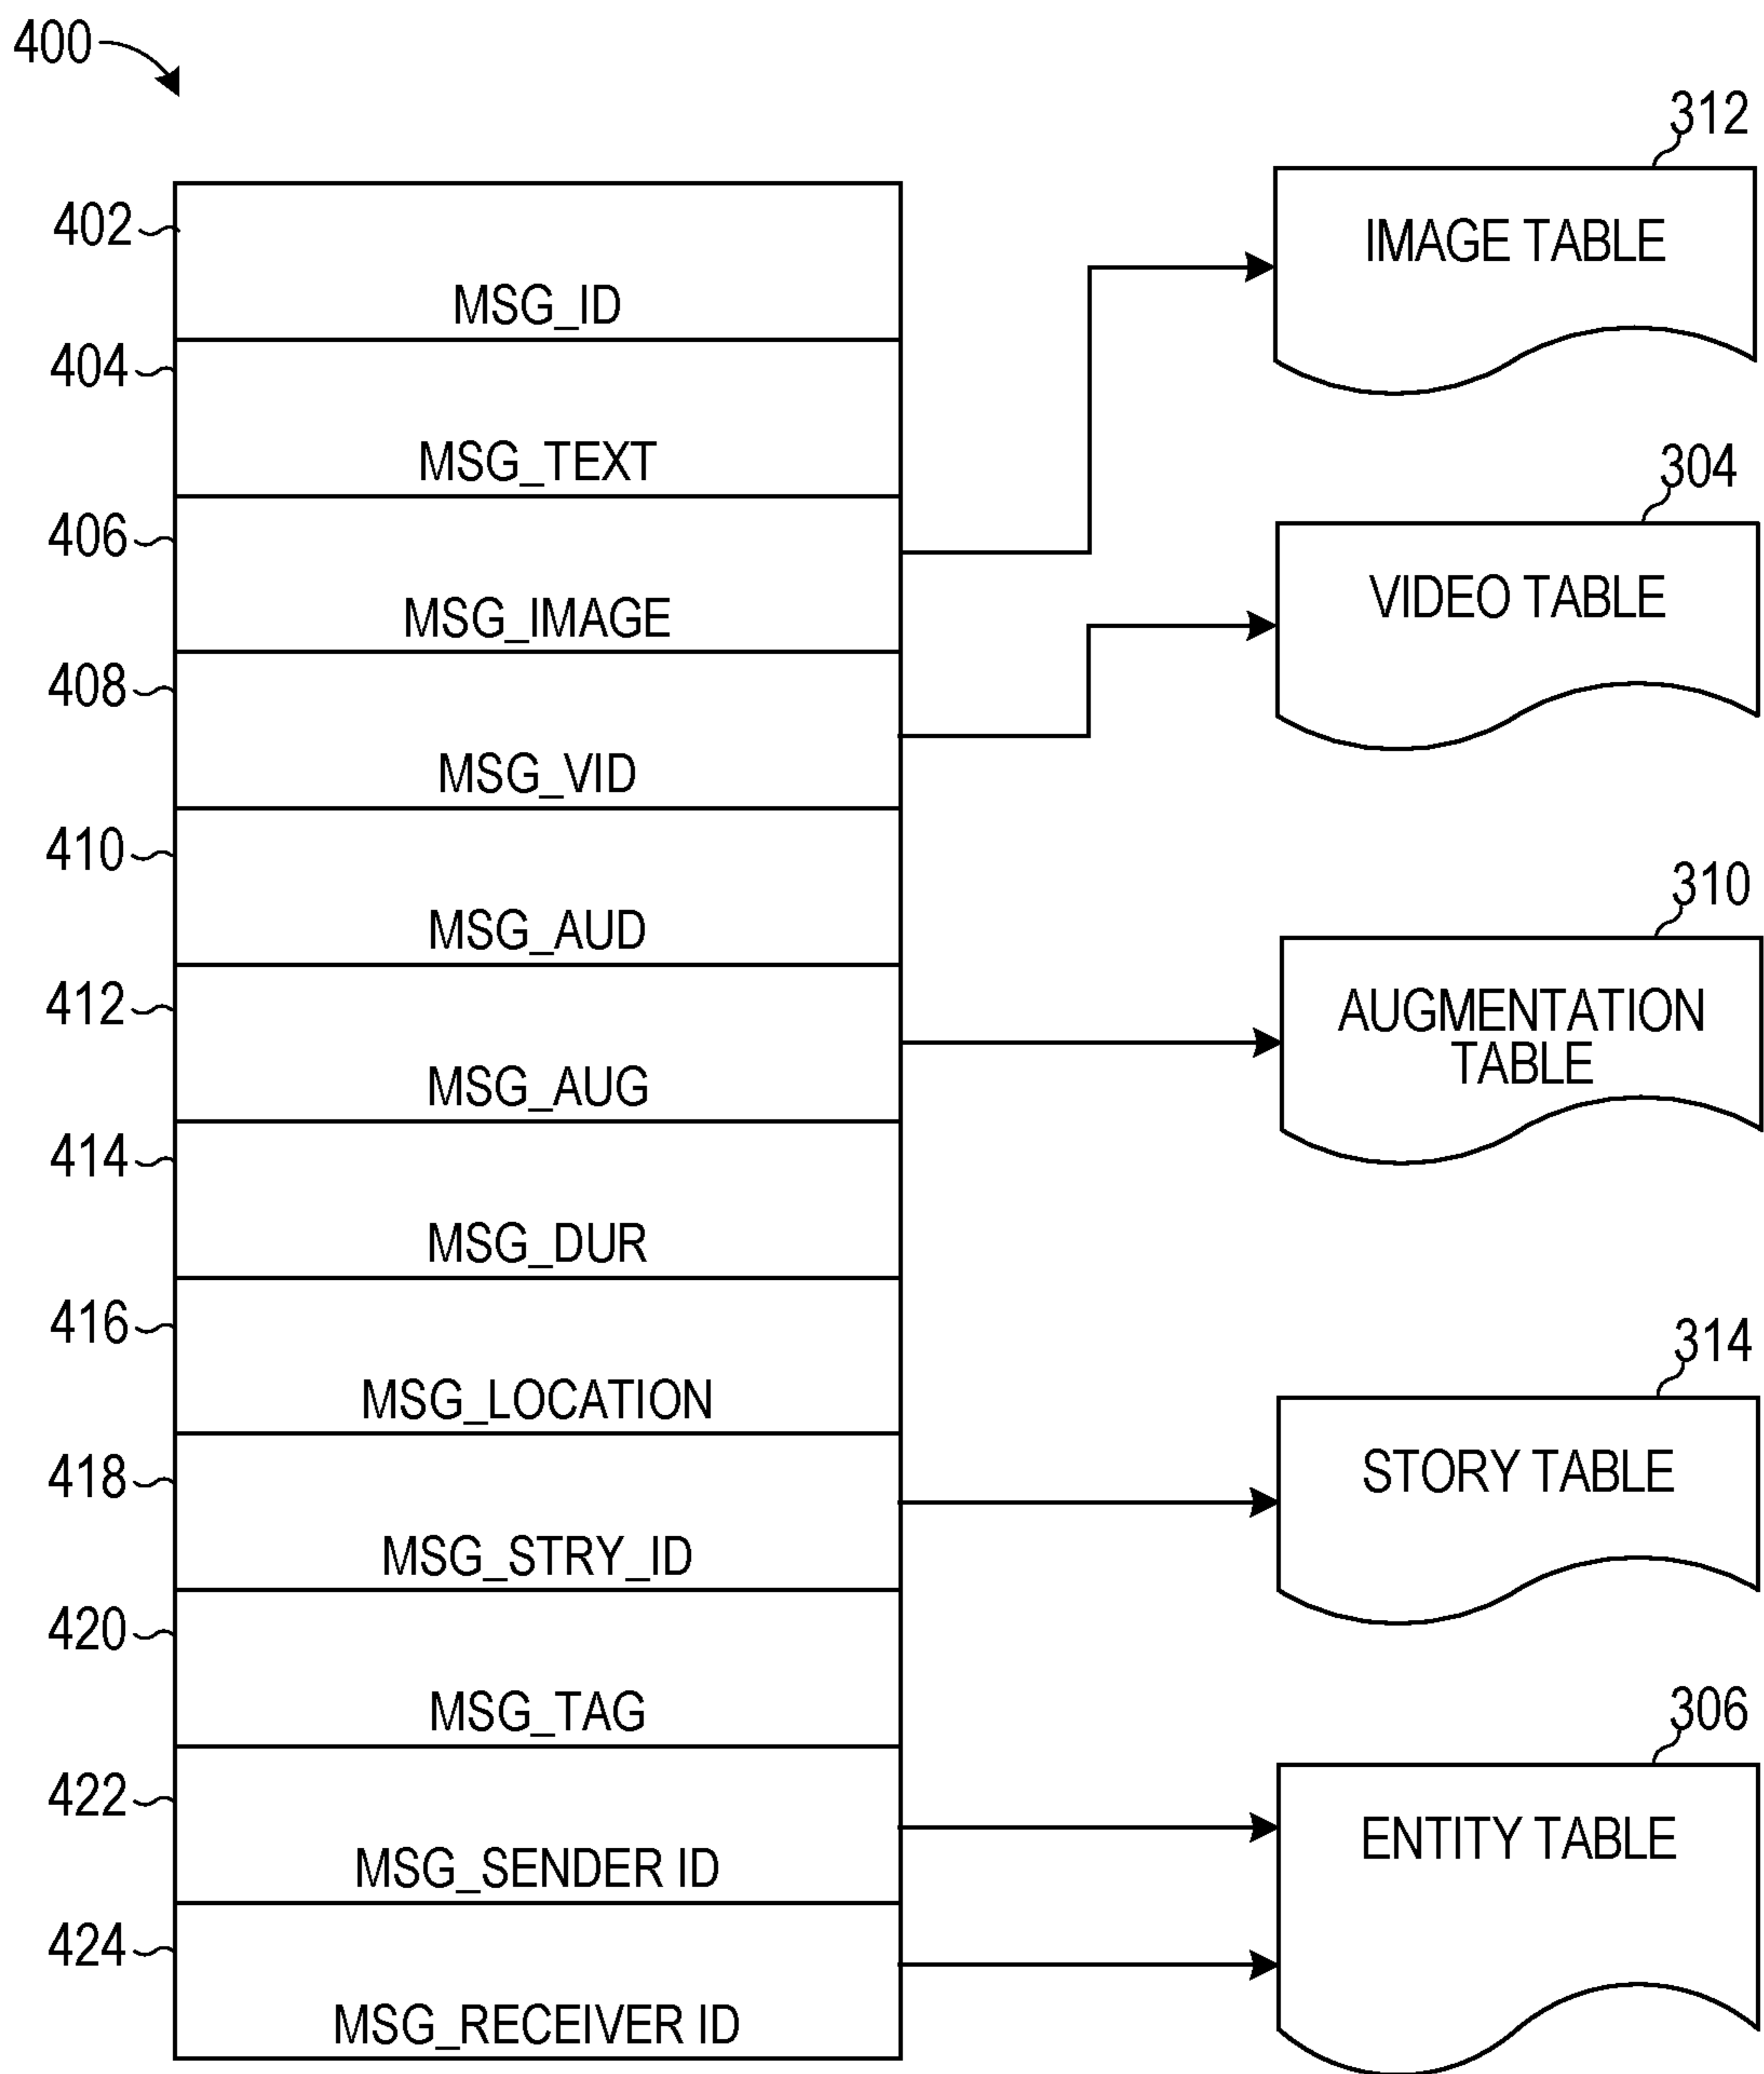 400
402
MSG_ID
404
MSG_TEXT
406
MSG_IMAGE
408
MSG_VID
410
MSG_AUD
412
MSG_AUG
414
MSG_DUR
416
MSG_LOCATION
418
MSG_STRY_ID
420
MSG_TAG
422
MSG_SENDER ID
424
MSG_RECEIVER ID
312
IMAGE TABLE
304
VIDEO TABLE
310
AUGMENTATION
TABLE
314
STORY TABLE
306
ENTITY TABLE